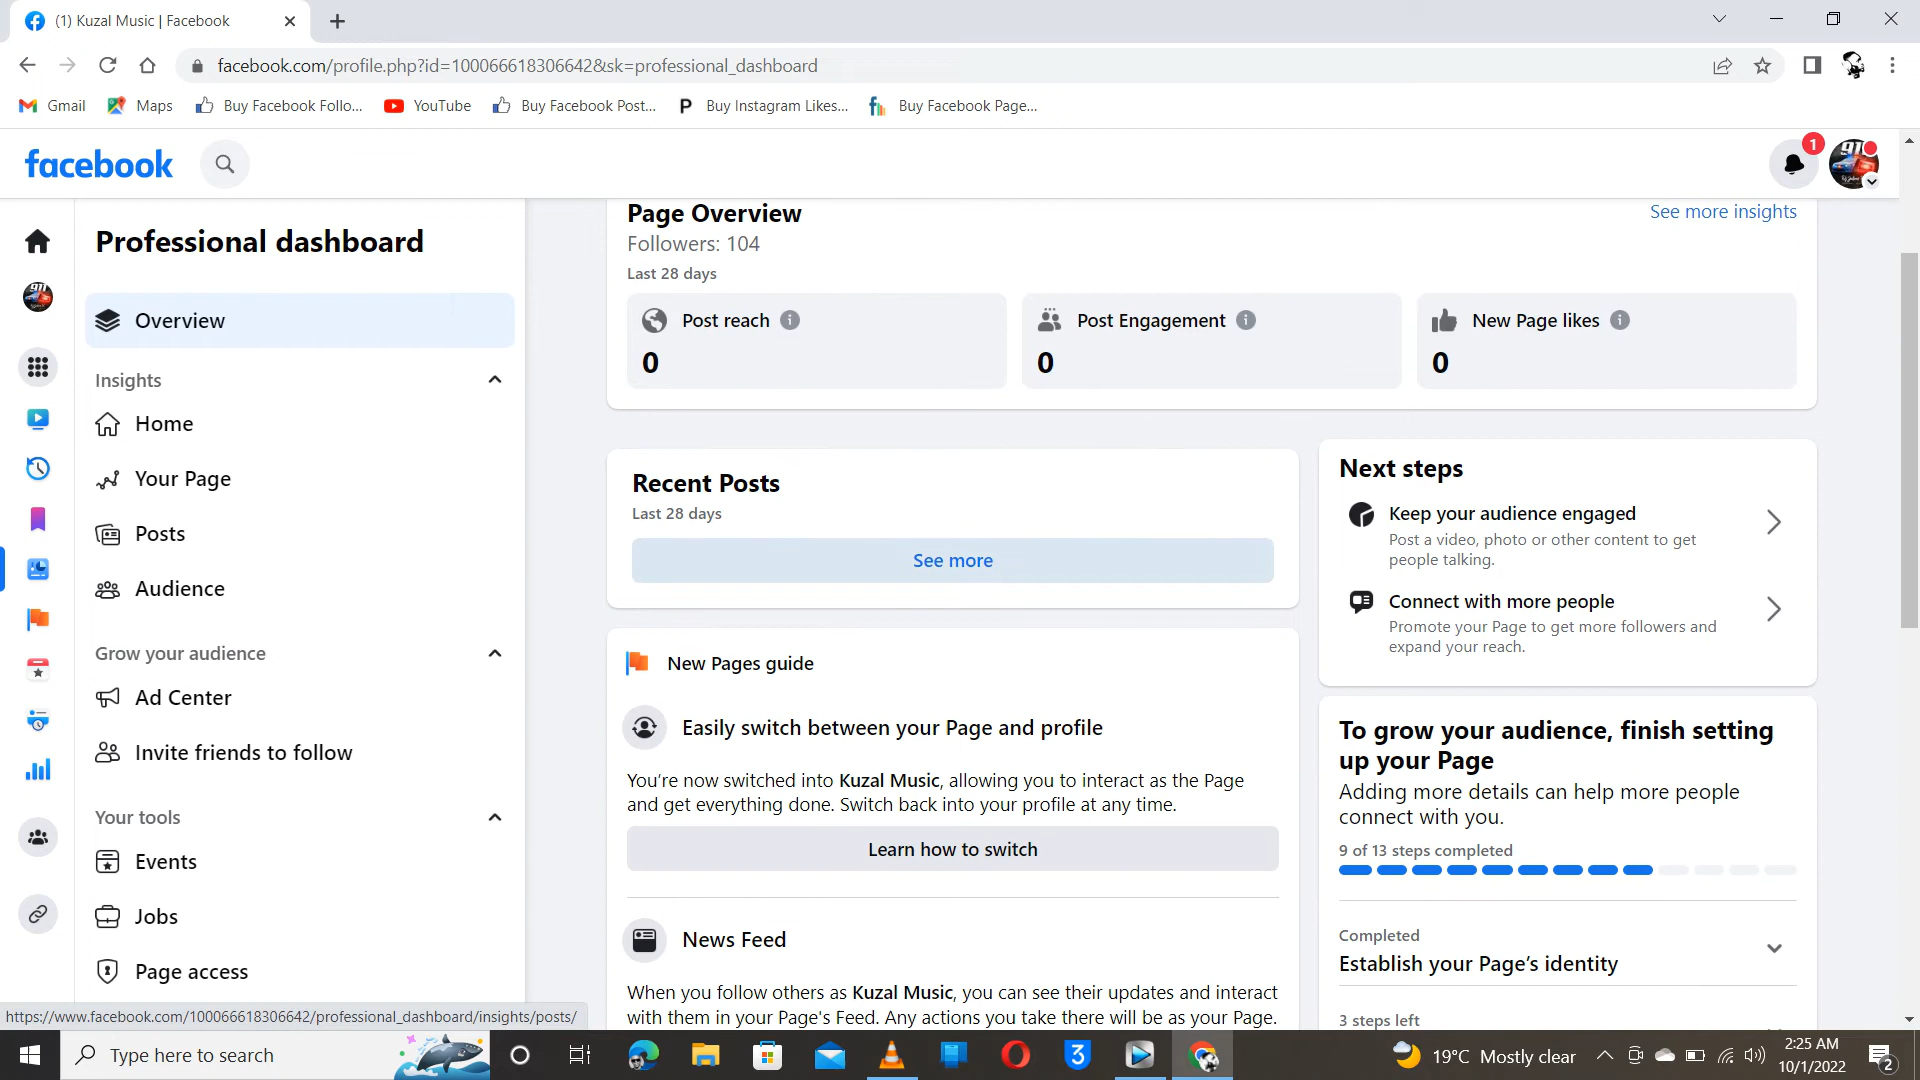 (1) Kuzal Music | Facebook
facebook.com/profile.php?id=100066618306642&sk=professional_dashboard
Gmail
Maps
Buy Facebook Follo...
YouTube
Buy Facebook Post...
P
Buy Instagram Likes...
Buy Facebook Page...
facebook
1
911
Professional dashboard
Overview
Insights
Home
Your Page
Posts
Audience
Grow your audience
Ad Center
Invite friends to follow
Your tools
Events
Jobs
Page access
Page Overview
See more insights
Followers: 104
Last 28 days
Post reach
0
Post Engagement
0
New Page likes
0
Recent Posts
Last 28 days
See more
New Pages guide
Easily switch between your Page and profile
You're now switched into Kuzal Music, allowing you to interact as the Page
and get everything done. Switch back into your profile at any time.
Learn how to switch
News Feed
When you follow others as Kuzal Music, you can see their updates and interact
with them in your Page's Feed. Any actions you take there will be as your Page.
Next steps
Keep your audience engaged
Post a video, photo or other content to get
people talking.
Connect with more people
Promote your Page to get more followers and
expand your reach.
To grow your audience, finish setting
up your Page
Adding more details can help more people
connect with you.
9 of 13 steps completed
Completed
Establish your Page's identity
3 steps left
https://www.facebook.com/100066618306642/professional_dashboard/insights/posts/
Type here to search
3
19°C Mostly clear
2:25 AM
10/1/2022
2